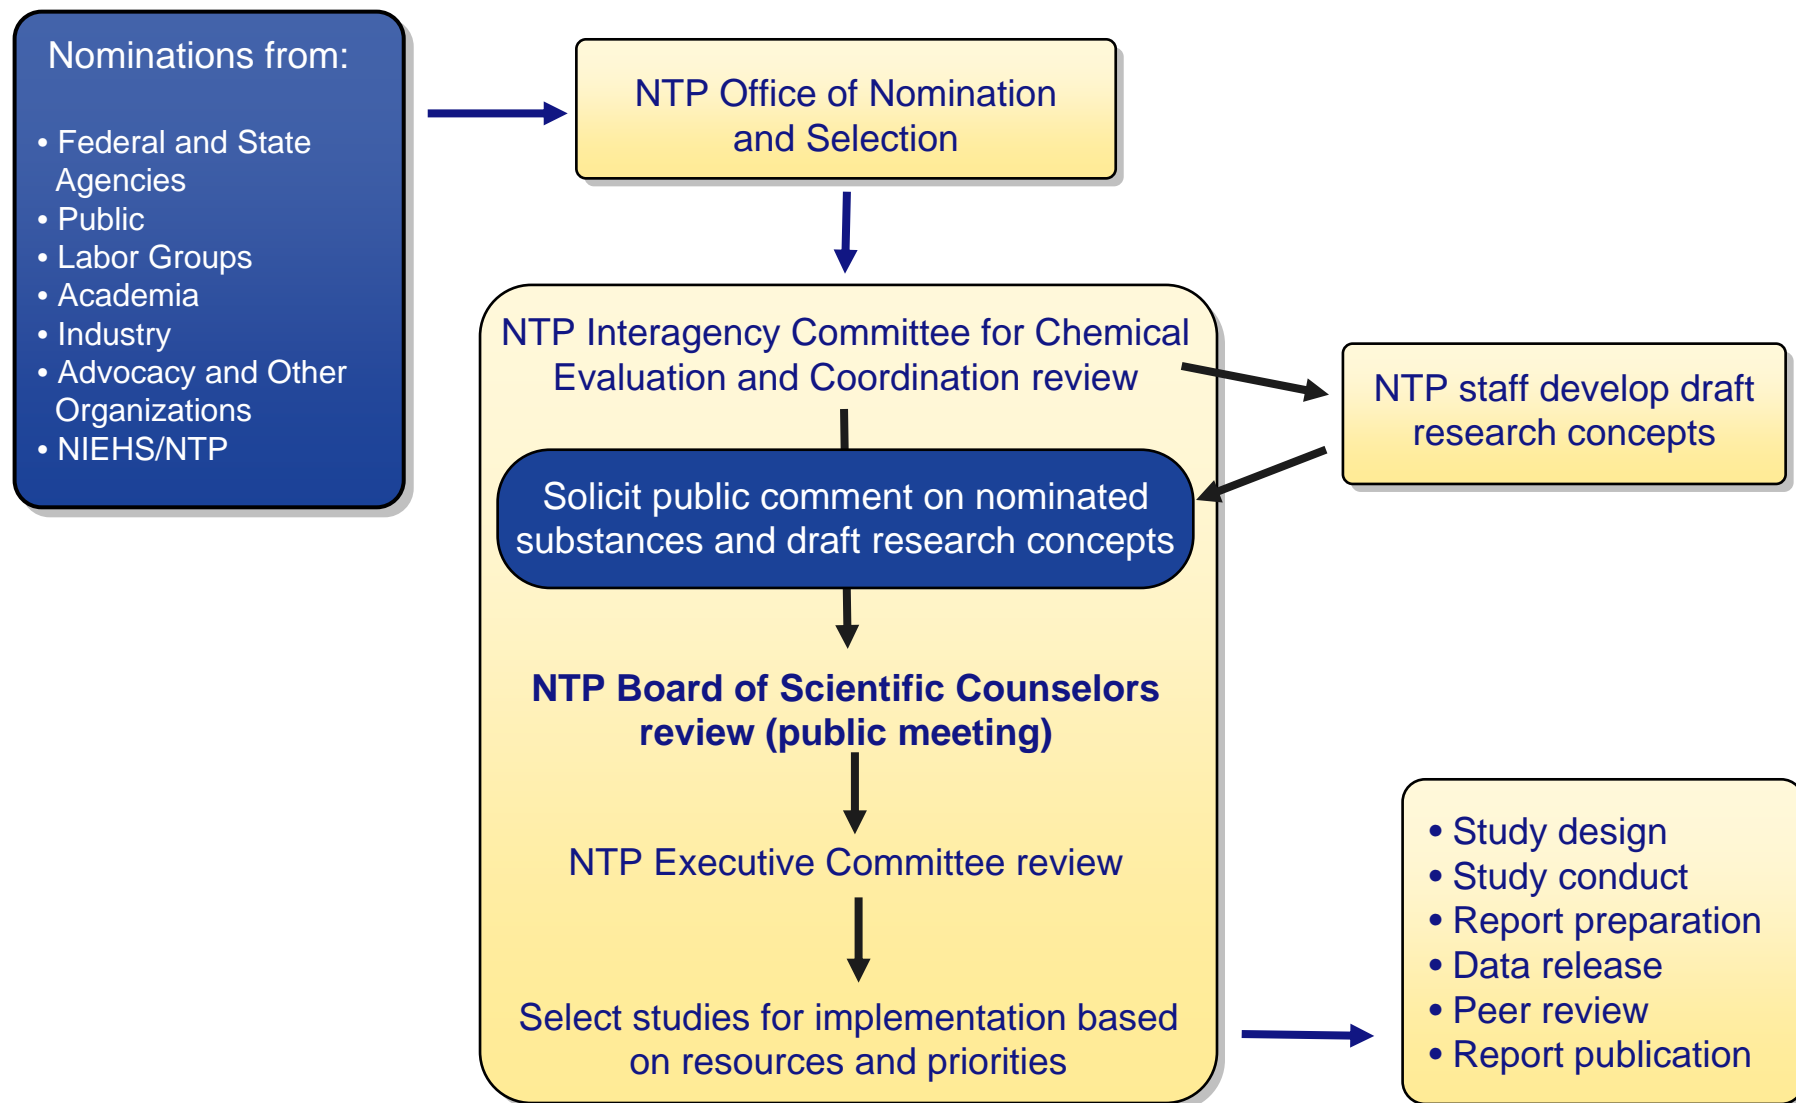 Nominations from:
• Federal and State
Agencies
• Public
• Labor Groups
• Academia
• Industry
• Advocacy and Other
Organizations
• NIEHS/NTP
NTP Office of Nomination
and Selection
NTP Interagency Committee for Chemical
Evaluation and Coordination review
NTP staff develop draft
research concepts
Solicit public comment on nominated
substances and draft research concepts
NTP Board of Scientific Counselors
review (public meeting)
NTP Executive Committee review
Select studies for implementation based
on resources and priorities
• Study design
• Study conduct
• Report preparation
• Data release
• Peer review
• Report publication